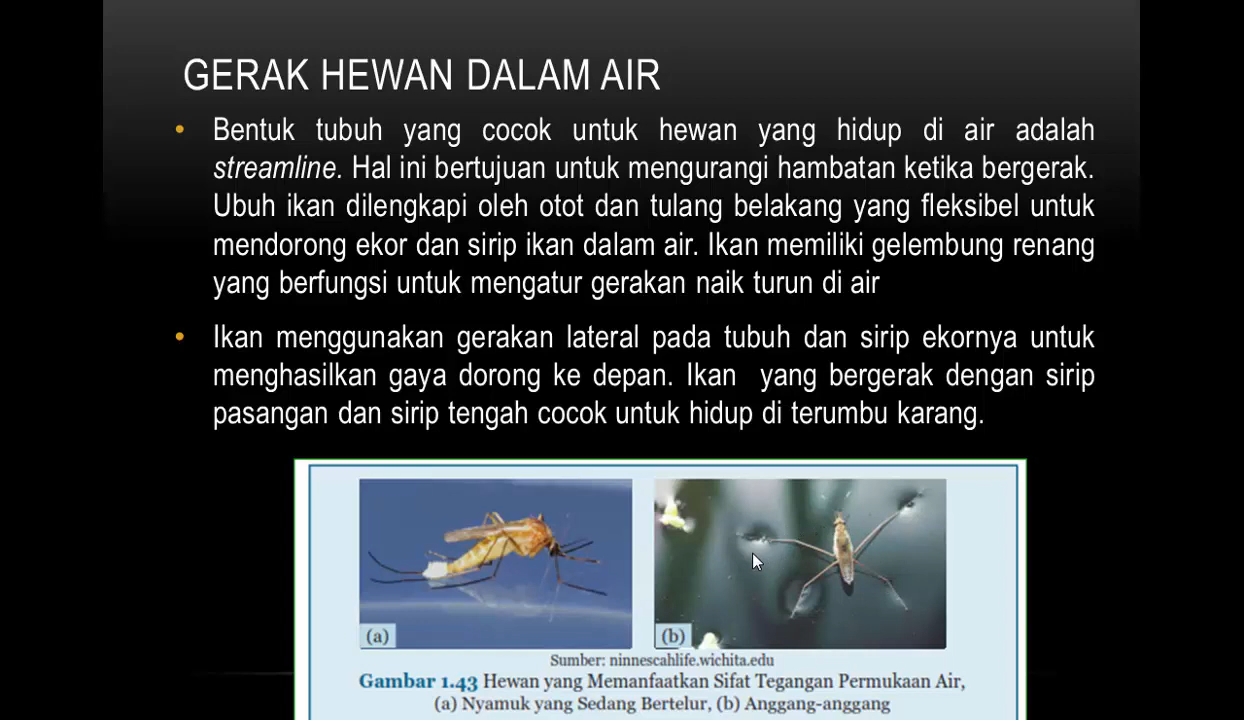 GERAK HEWAN DALAM AIR
• Bentuk tubuh yang cocok untuk hewan yang hidup di air adalah
streamline. Hal ini bertujuan untuk mengurangi hambatan ketika bergerak.
Ubuh ikan dilengkapi oleh otot dan tulang belakang yang fleksibel untuk
mendorong ekor dan sirip ikan dalam air. Ikan memiliki gelembung renang
yang berfungsi untuk mengatur gerakan naik turun di air
• Ikan menggunakan gerakan lateral pada tubuh dan sirip ekornya untuk
menghasilkan gaya dorong ke depan. Ikan yang bergerak dengan sirip
pasangan dan sirip tengah cocok untuk hidup di terumbu karang.
(a) (b)
Sumber: ninnescahlife.wichita.edu
Gambar 1.43 Hewan yang Memanfaatkan Sifat Tegangan Permukaan Air,
(a) Nyamuk yang Sedang Bertelur, (b) Anggang-anggang